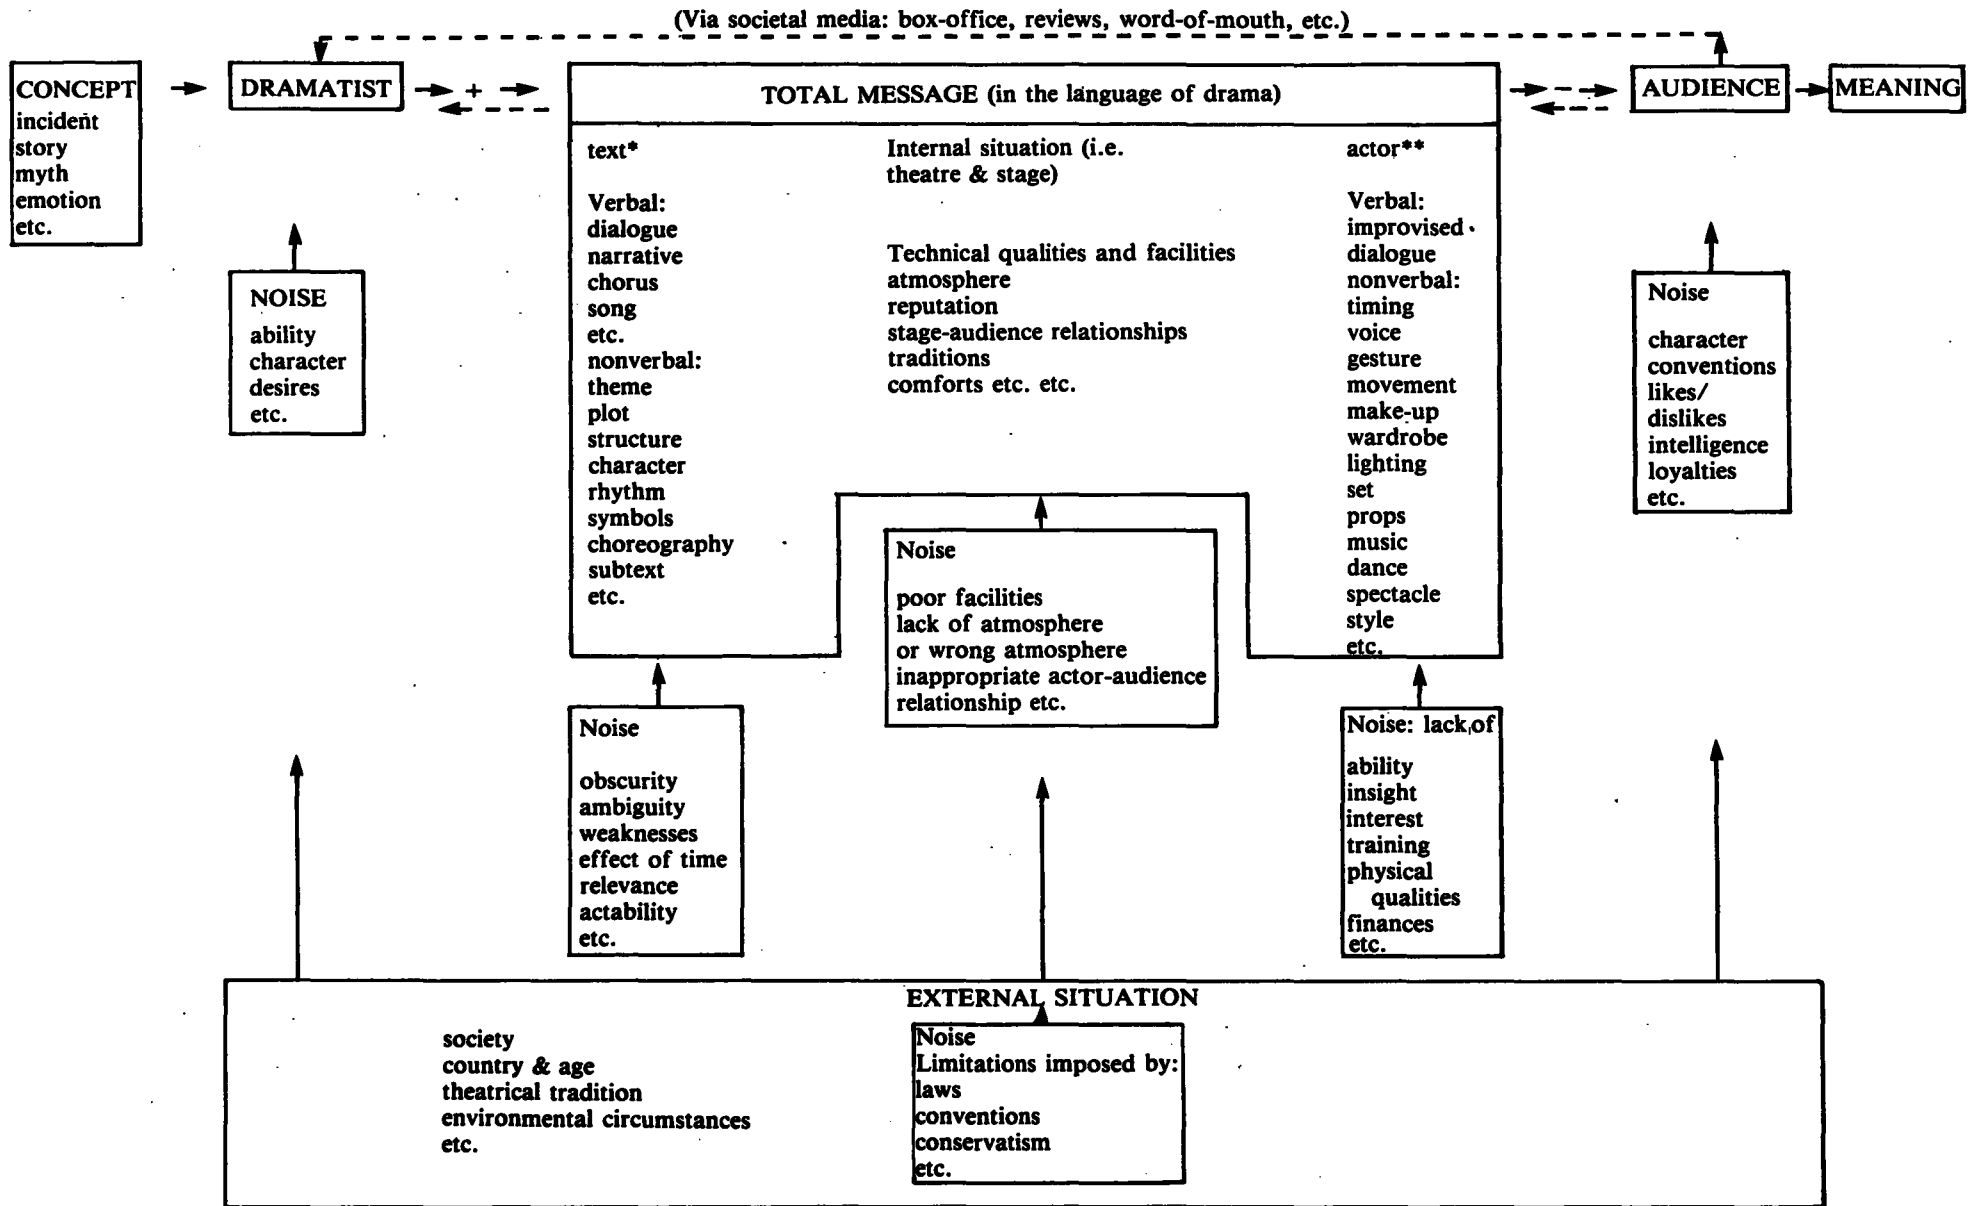 (Via societal media: box-office, reviews, word-of-mouth, etc.)
CONCEPT
incident
story
myth
emotion
etc.
DRAMATIST
+
TOTAL MESSAGE (in the language of drama)
AUDIENCE
MEANING
NOISE
ability
character
desires
etc.
text*
Verbal:
dialogue
narrative
chorus
song
etc.
nonverbal:
theme
plot
structure
character
rhythm
symbols
choreography
subtext
etc.
Internal situation (i.e.
theatre & stage)
Technical qualities and facilities
atmosphere
reputation
stage-audience relationships
traditions
comforts etc. etc.
actor**
Verbal:
improvised
dialogue
nonverbal:
timing
voice
gesture
movement
make-up
wardrobe
lighting
set
props
music
dance
spectacle
style
etc.
Noise
character
conventions
likes/
dislikes
intelligence
loyalties
etc.
Noise
poor facilities
lack of atmosphere
or wrong atmosphere
inappropriate actor-audience
relationship etc.
Noise
obscurity
ambiguity
weaknesses
effect of time
relevance
actability
etc.
Noise: lack of
ability
insight
interest
training
physical
qualities
finances
etc.
EXTERNAL SITUATION
society
country & age
theatrical tradition
environmental circumstances
etc.
Noise
Limitations imposed by:
laws
conventions
conservatism
etc.